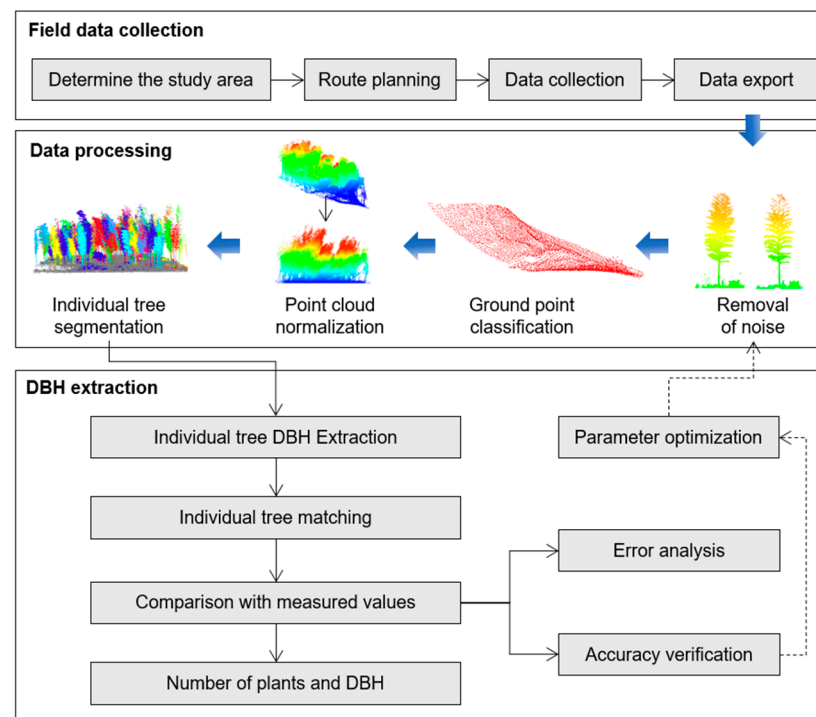 Field data collection
Determine the study area
Route planning
Data collection
Data export
Data processing
Individual tree
segmentation
Point cloud
normalization
Ground point
classification
Removal
of noise
DBH extraction
Individual tree DBH Extraction
Parameter optimization
Individual tree matching
Error analysis
Comparison with measured values
Accuracy verification
Number of plants and DBH